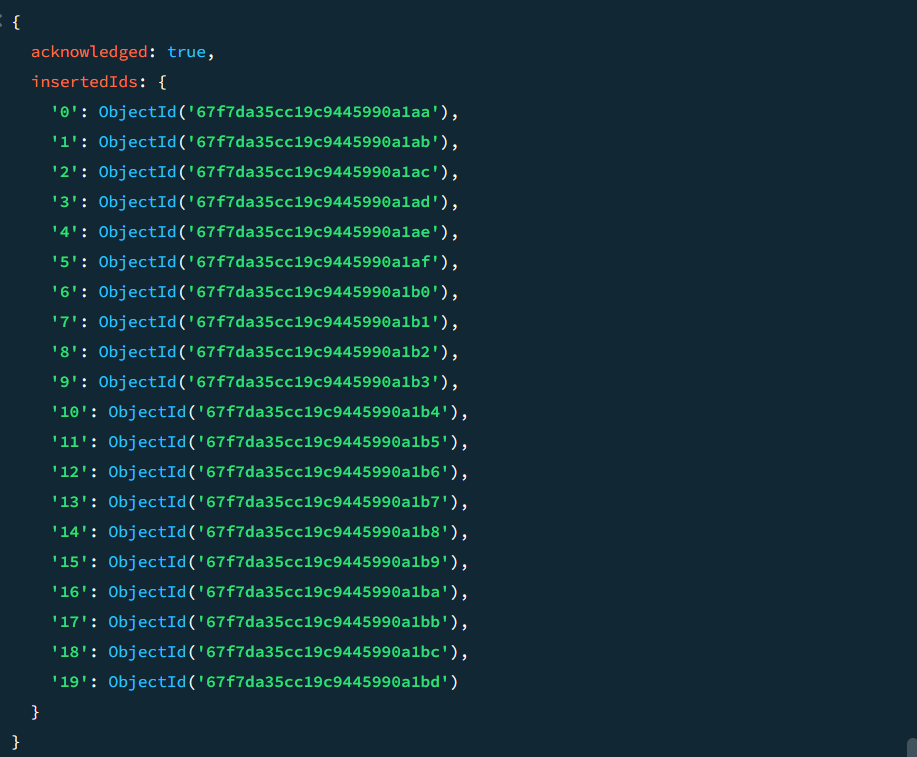 {
acknowledged: true,
insertedIds: {
'0': ObjectId('67f7da35cc19c9445990a1aa'),
'1': ObjectId('67f7da35cc19c9445990a1ab'),
'2': ObjectId('67f7da35cc19c9445990a1ac'),
'3': ObjectId('67f7da35cc19c9445990a1ad'),
'4': ObjectId('67f7da35cc19c9445990a1ae'),
'5': ObjectId('67f7da35cc19c9445990a1af'),
'6': ObjectId('67f7da35cc19c9445990a1b0'),
'7': ObjectId('67f7da35cc19c9445990a1b1'),
'8': ObjectId('67f7da35cc19c9445990a1b2'),
'9': ObjectId('67f7da35cc19c9445990a1b3'),
'10': ObjectId('67f7da35cc19c9445990a1b4'),
'11': ObjectId('67f7da35cc19c9445990a1b5'),
'12': ObjectId('67f7da35cc19c9445990a1b6'),
'13': ObjectId('67f7da35cc19c9445990a1b7'),
'14': ObjectId('67f7da35cc19c9445990a1b8'),
'15': ObjectId('67f7da35cc19c9445990a1b9'),
'16': ObjectId('67f7da35cc19c9445990a1ba'),
'17': ObjectId('67f7da35cc19c9445990a1bb'),
'18': ObjectId('67f7da35cc19c9445990a1bc'),
'19': ObjectId('67f7da35cc19c9445990a1bd')
}
}